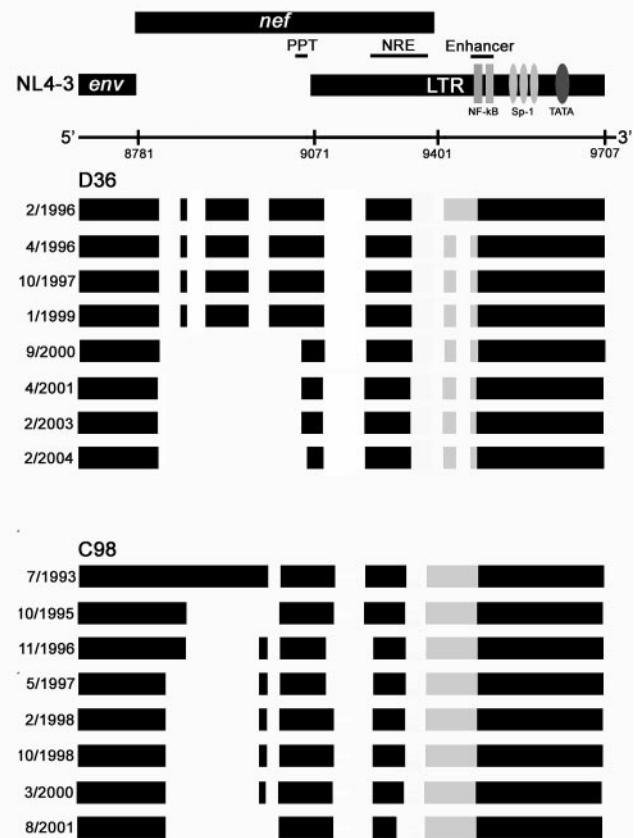 nef
PPT NRE Enhancer
NL4-3 env LTR
NF-kB Sp-1 TATA
5' 3'
8781 9071 9401 9707
D36
2/1996
4/1996
10/1997
1/1999
9/2000
4/2001
2/2003
2/2004
C98
7/1993
10/1995
11/1996
5/1997
2/1998
10/1998
3/2000
8/2001